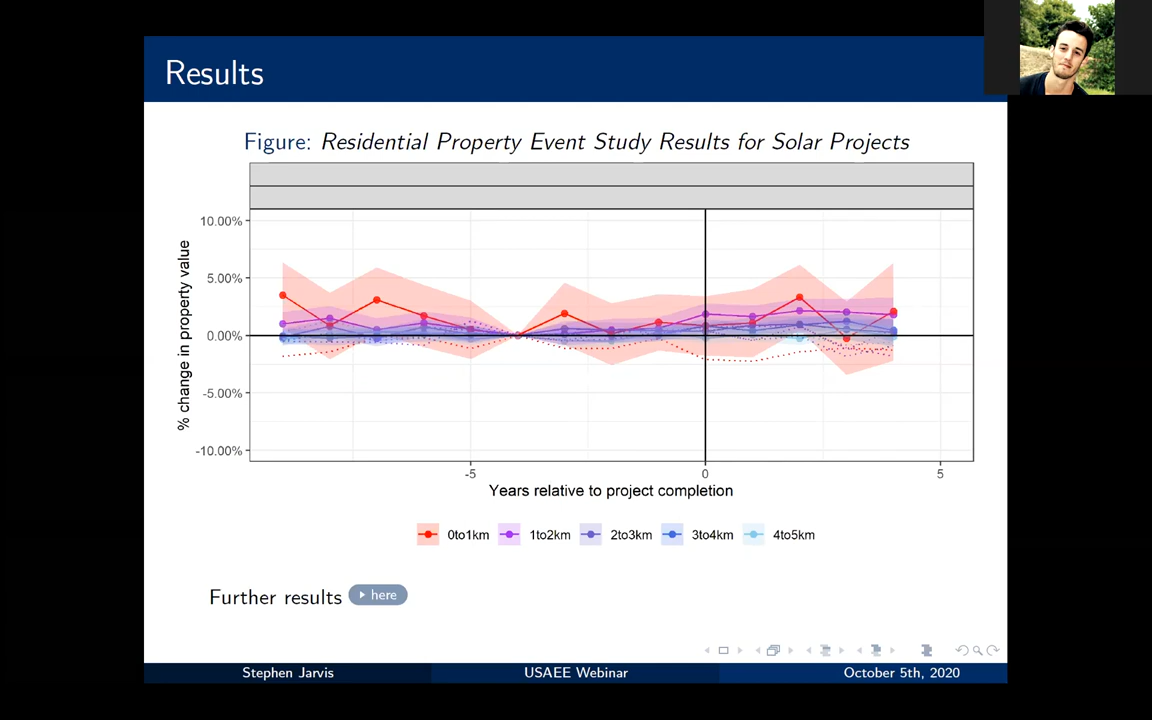 Results
Figure: Residential Property Event Study Results for Solar Projects
% change in property value
10.00%
5.00%
0.00%
-5.00%
-10.00%
-5 0 5
Years relative to project completion
0to1km 1to2km 2to3km 3to4km 4to5km
Further results here
Stephen Jarvis USAEE Webinar October 5th, 2020